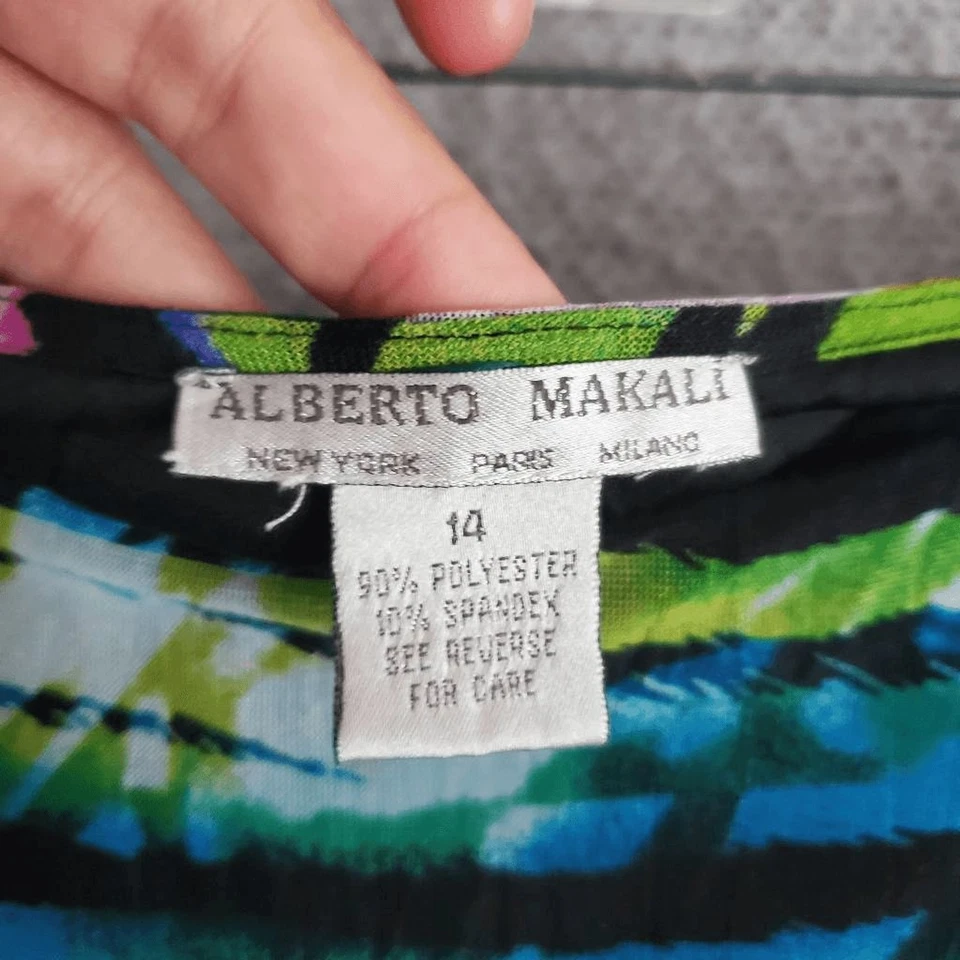 ALBERTO MAKALI
NEW YORK PARIS MILANO
14
90% POLYESTER
10% SPANDEX
SEE REVERSE
FOR CARE